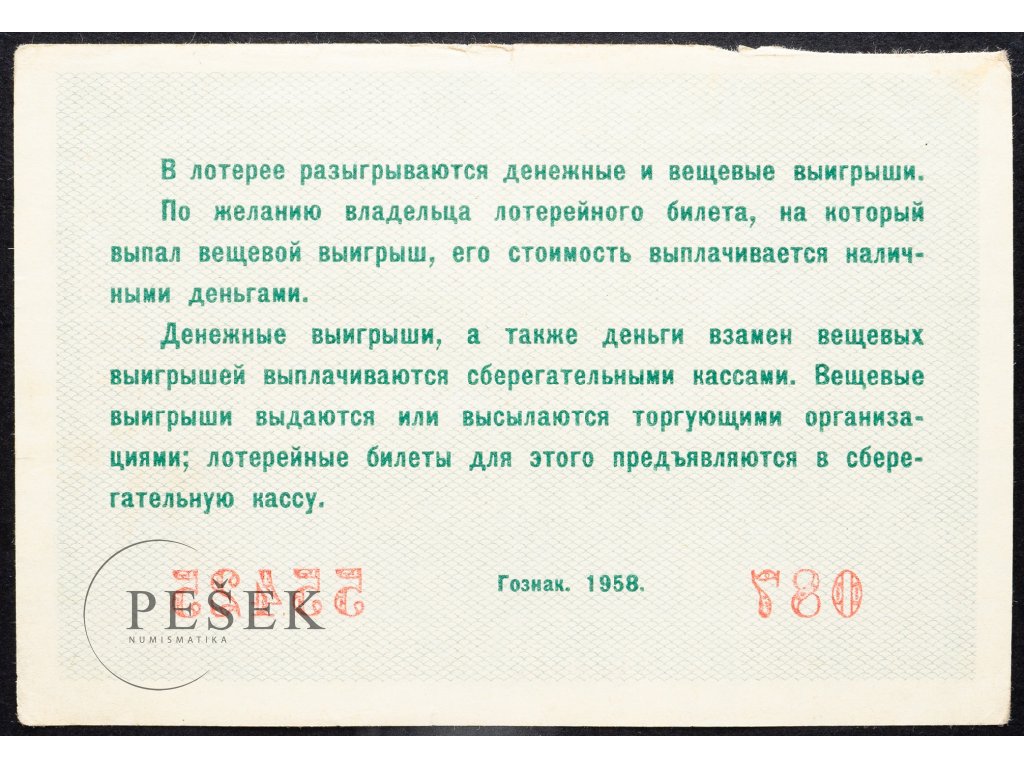 В лотерее разыгрываются денежные и вещевые выигрыши.
По желанию владельца лотерейного билета, на который
выпал вещевой выигрыш, его стоимость выплачивается налич-
ными деньгами.
Денежные выигрыши, а также деньги взамен вещевых
выигрышей выплачиваются сберегательными кассами. Вещевые
выигрыши выдаются или высылаются торгующими организа-
циями; лотерейные билеты для этого предъявляются в сбере-
гательную кассу.
Гознак. 1958.
PEŠEK
NUMISMATIKA